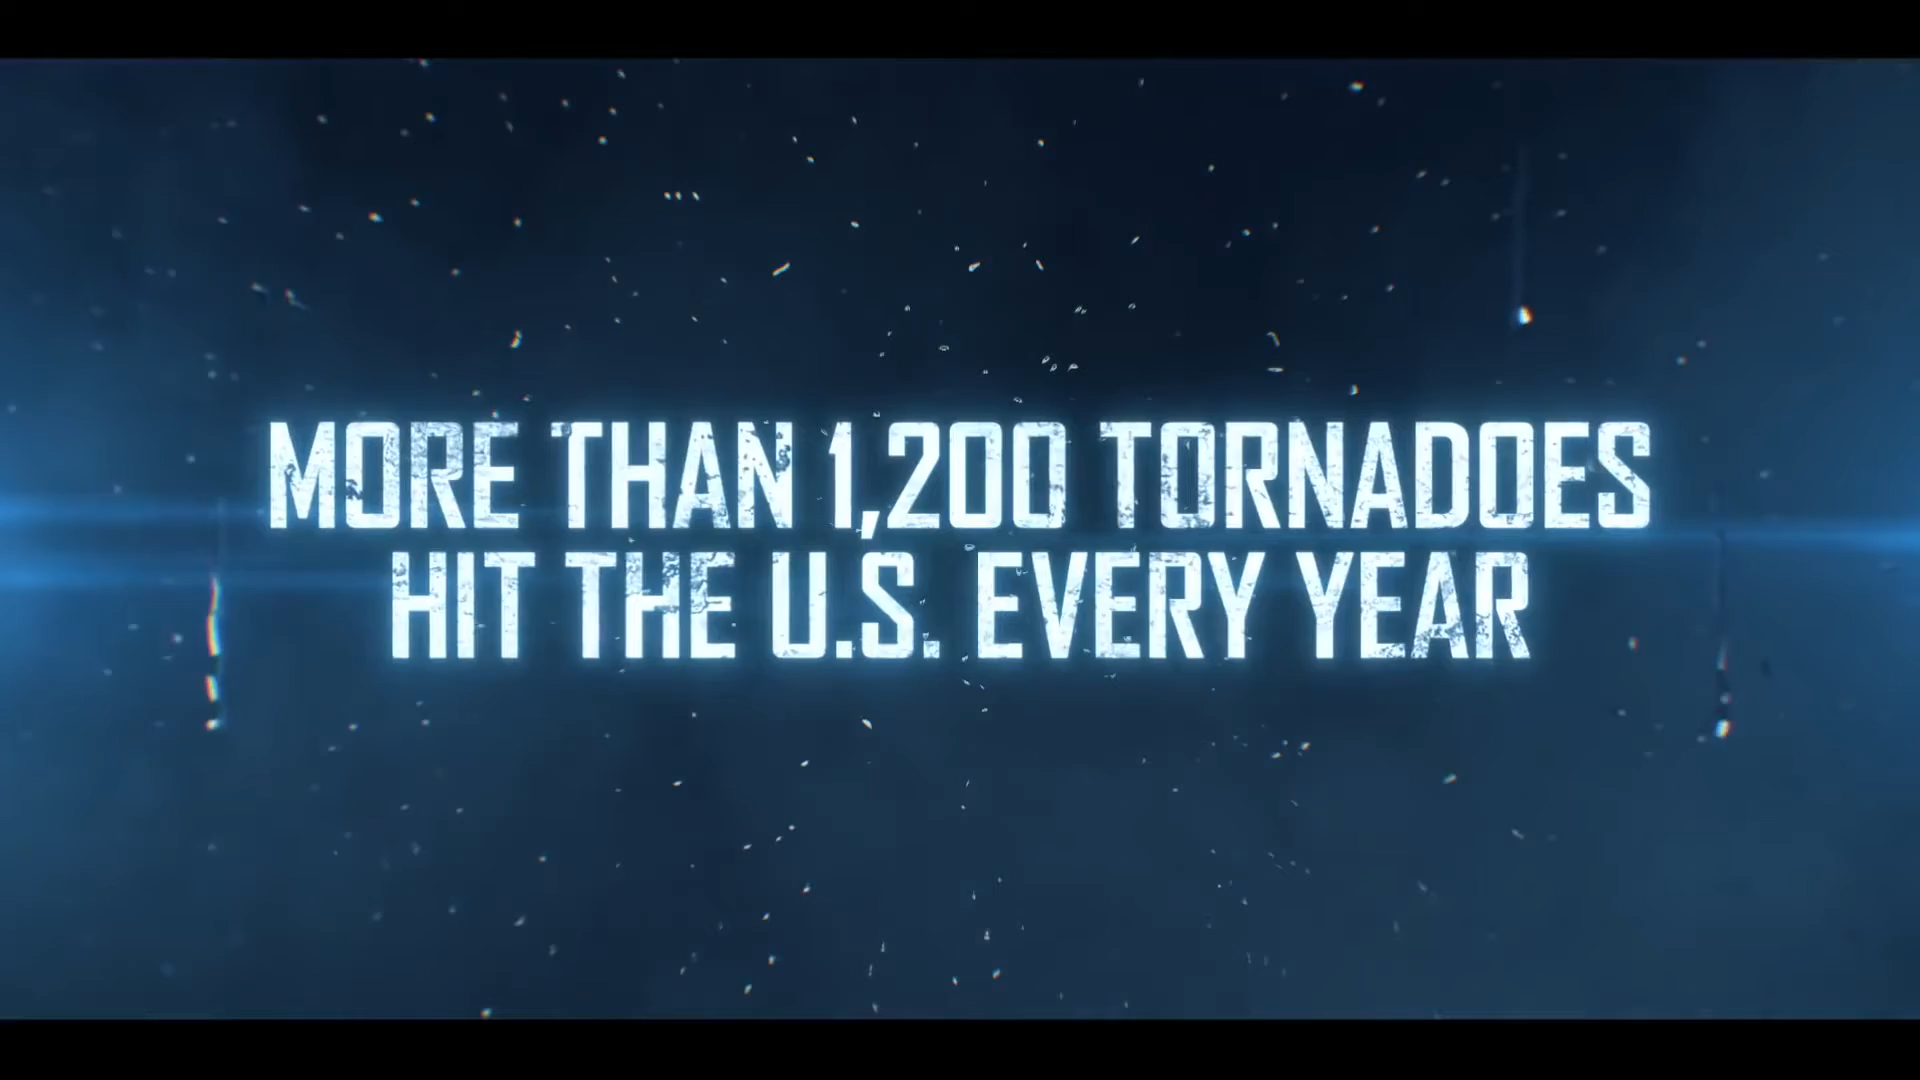 MORE THAN 1,200 TORNADOES
HIT THE U.S. EVERY YEAR